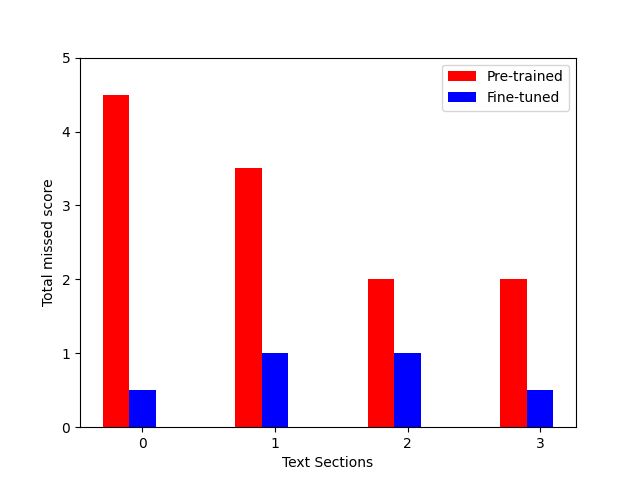 Pre-trained
Fine-tuned
5
4
3
2
1
0
Total missed score
0 1 2 3
Text Sections